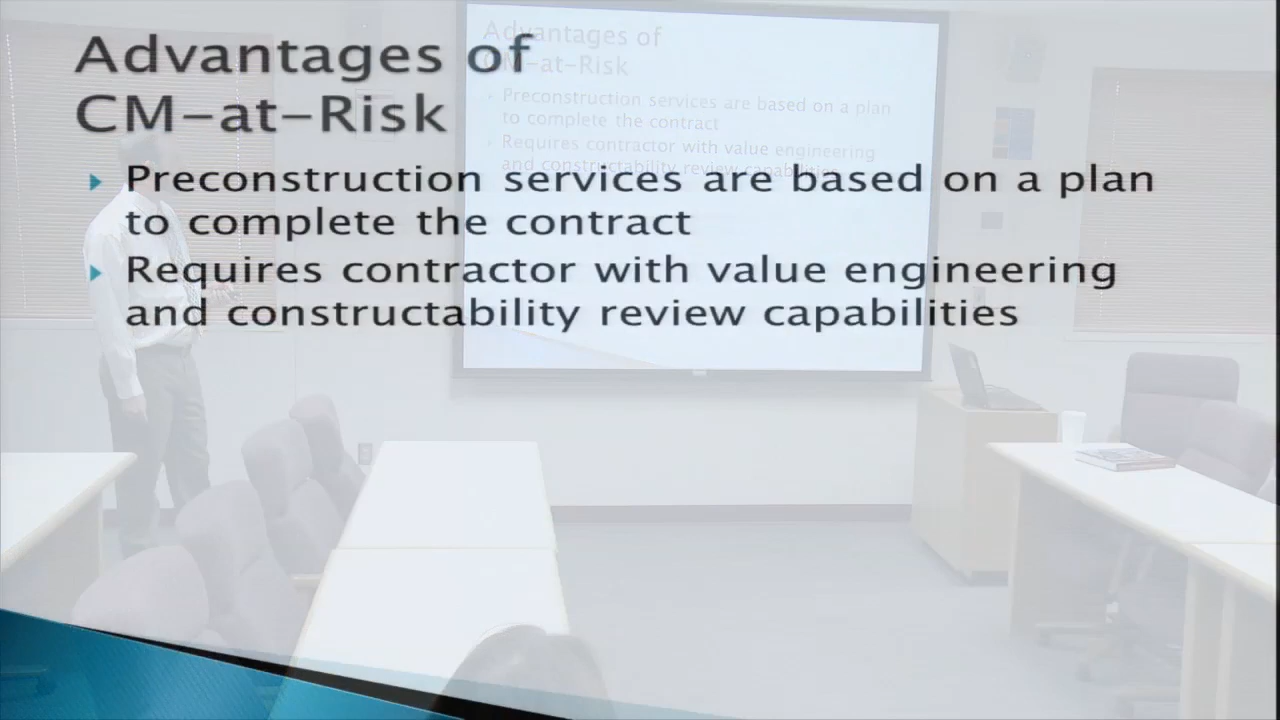 Advantages of
CM-at-Risk
Preconstruction services are based on a plan
to complete the contract
Requires contractor with value engineering
and constructability review capabilities
Advantages of
CM-at-Risk
Preconstruction services are based on a plan
to complete the contract
Requires contractor with value engineering
and constructability review capabilities